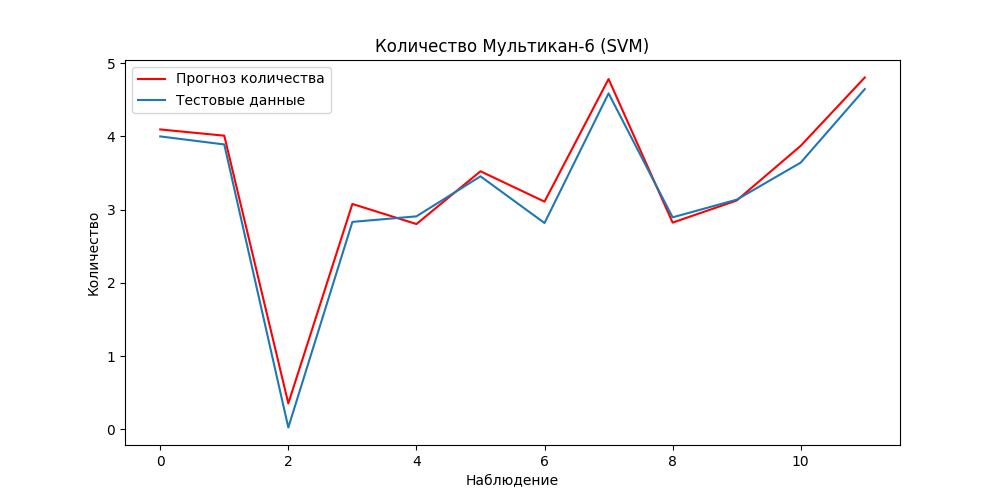 Количество Мультикан-6 (SVM)
Прогноз количества
Тестовые данные
Количество
5
4
3
2
1
0
0 2 4 6 8 10
Наблюдение